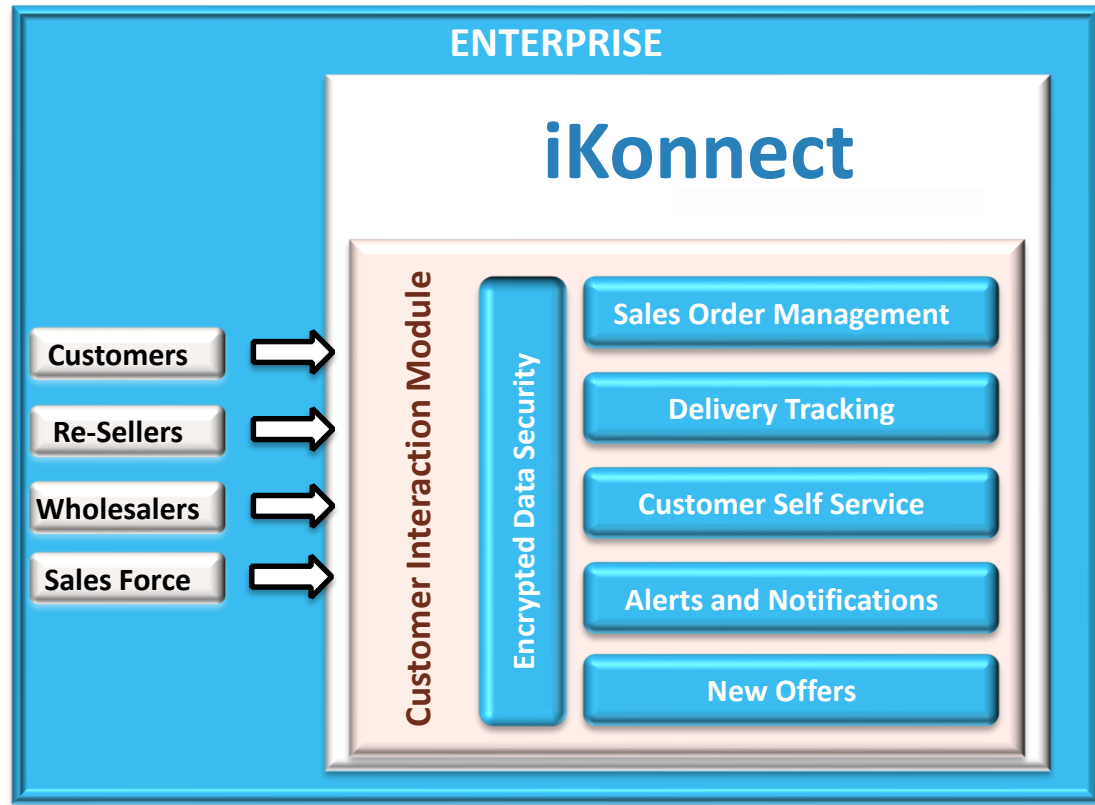 ENTERPRISE
iKonnect
Customers
Re-Sellers
Wholesalers
Sales Force
Customer Interaction Module
Encrypted Data Security
Sales Order Management
Delivery Tracking
Customer Self Service
Alerts and Notifications
New Offers